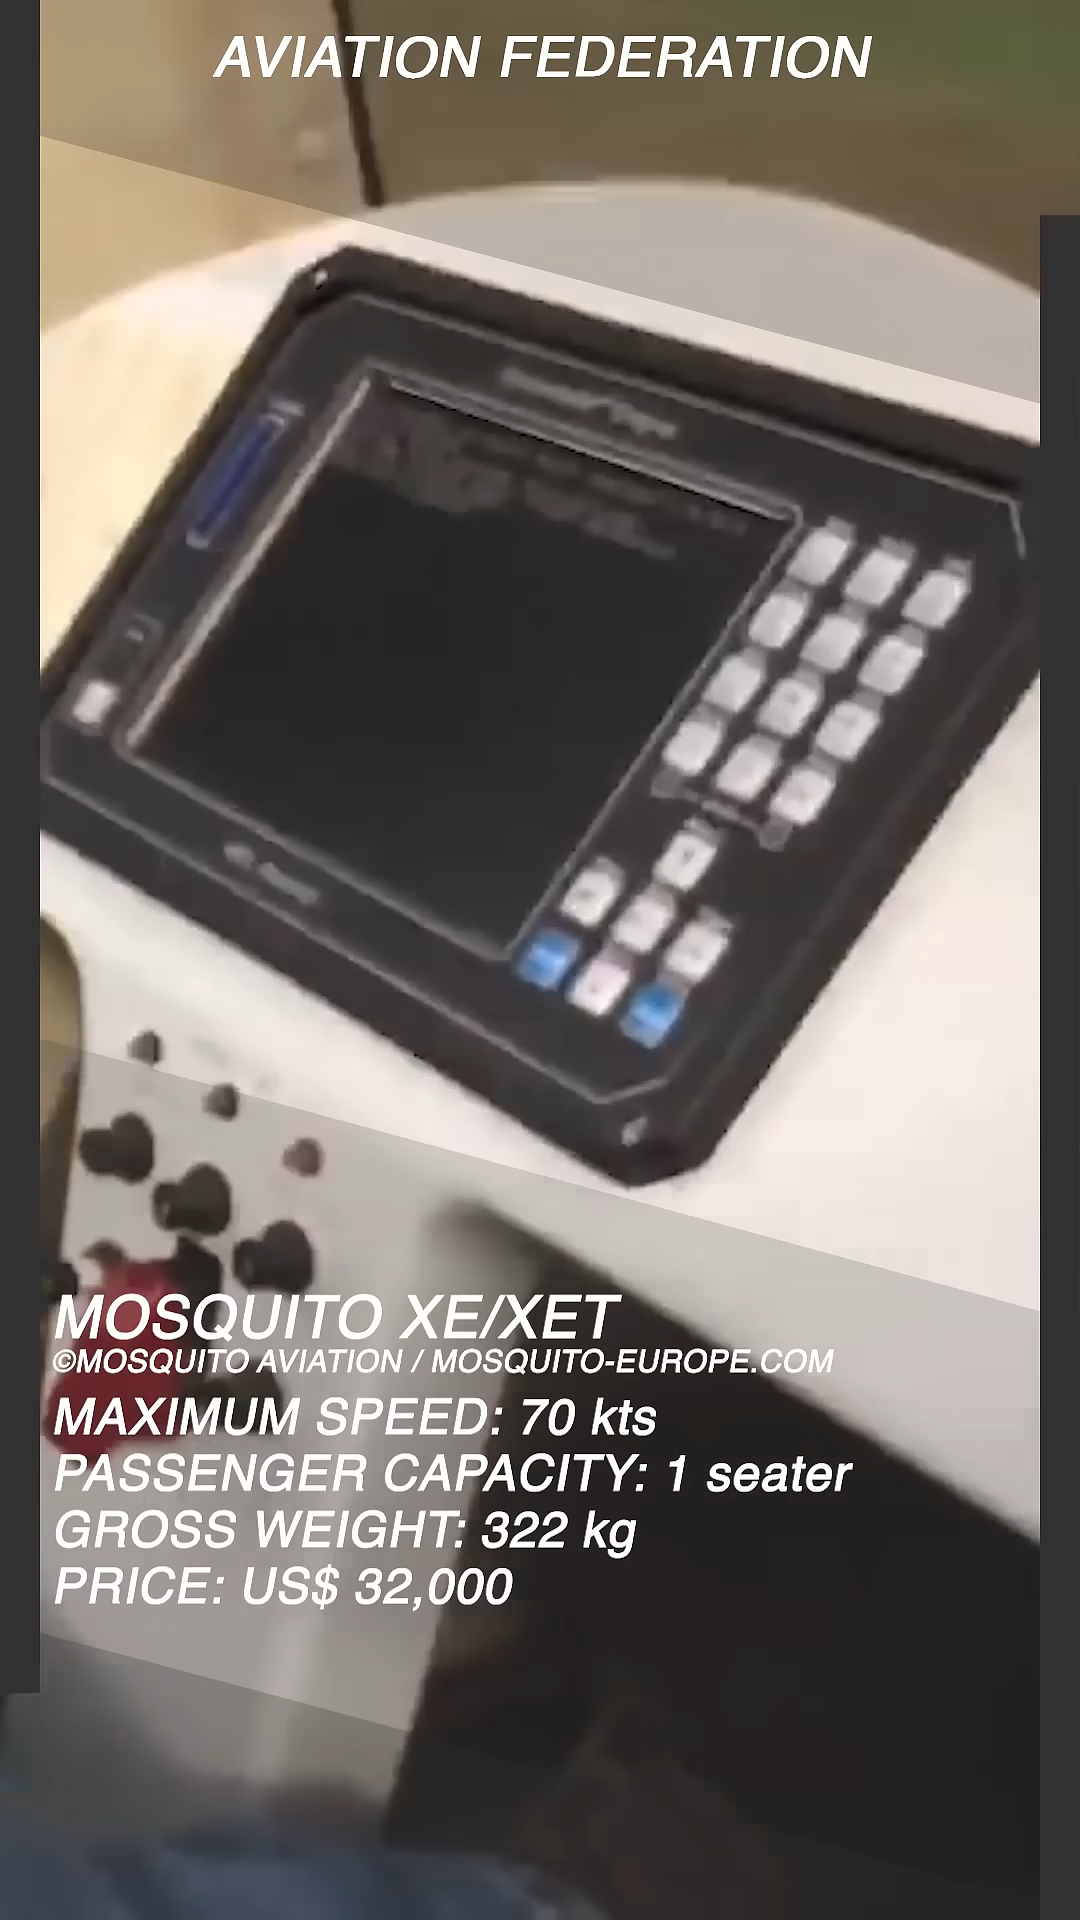 AVIATION FEDERATION
MOSQUITO XE/XET
©MOSQUITO AVIATION / MOSQUITO-EUROPE.COM
MAXIMUM SPEED: 70 kts
PASSENGER CAPACITY: 1 seater
GROSS WEIGHT: 322 kg
PRICE: US$ 32,000